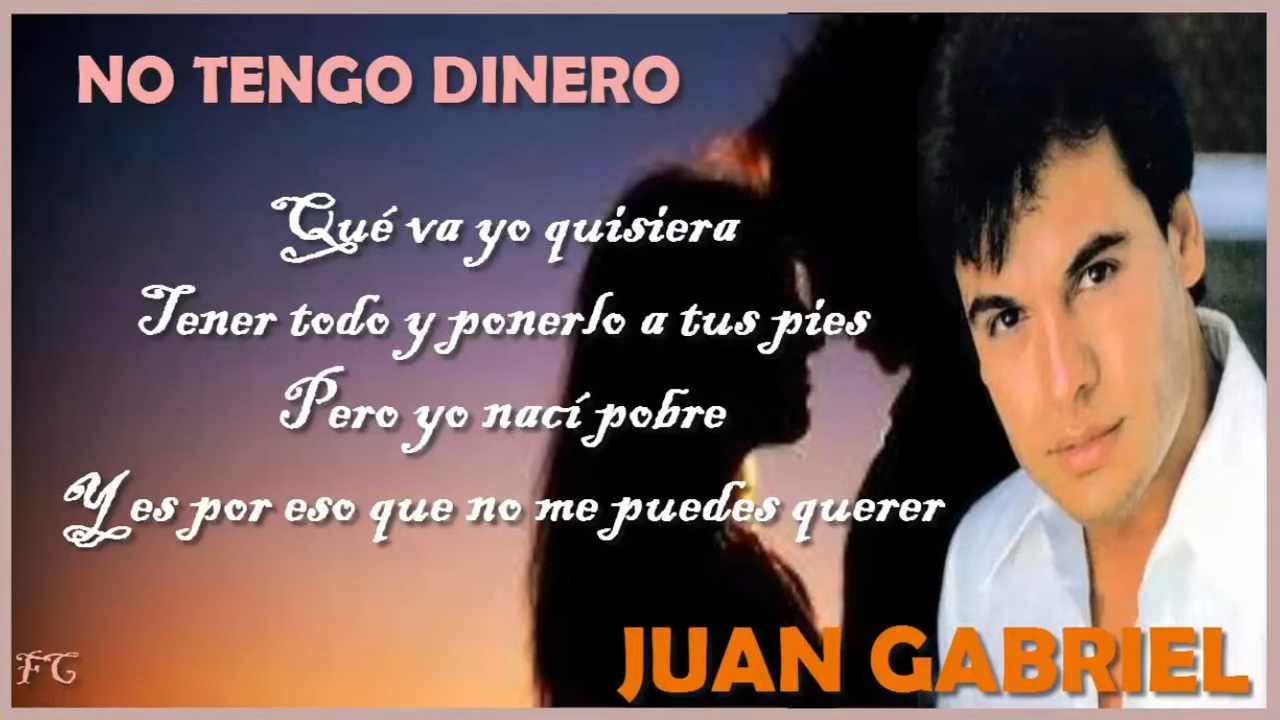 NO TENGO DINERO
Qué va yo quisiera
Tener todo y ponerlo a tus pies
Pero yo nací pobre
Y es por eso que no me puedes querer
JUAN GABRIEL
FC